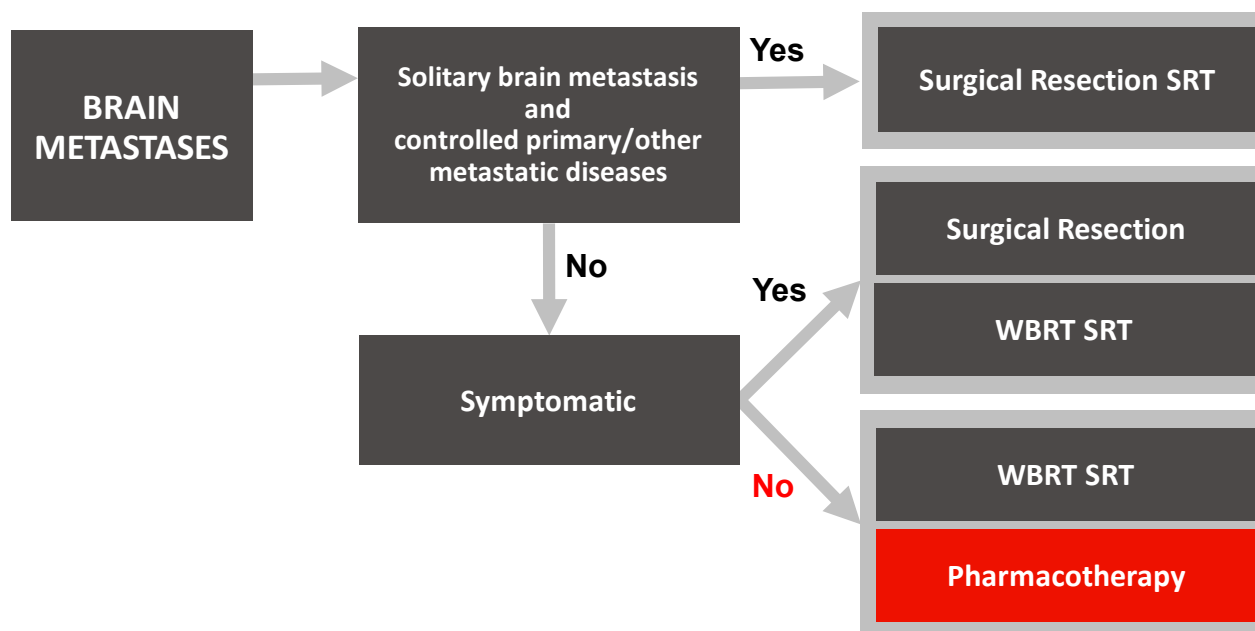 BRAIN
METASTASES
Solitary brain metastasis
and
controlled primary/other
metastatic diseases
Yes
Surgical Resection SRT
No
Symptomatic
Yes
Surgical Resection
WBRT SRT
No
WBRT SRT
Pharmacotherapy